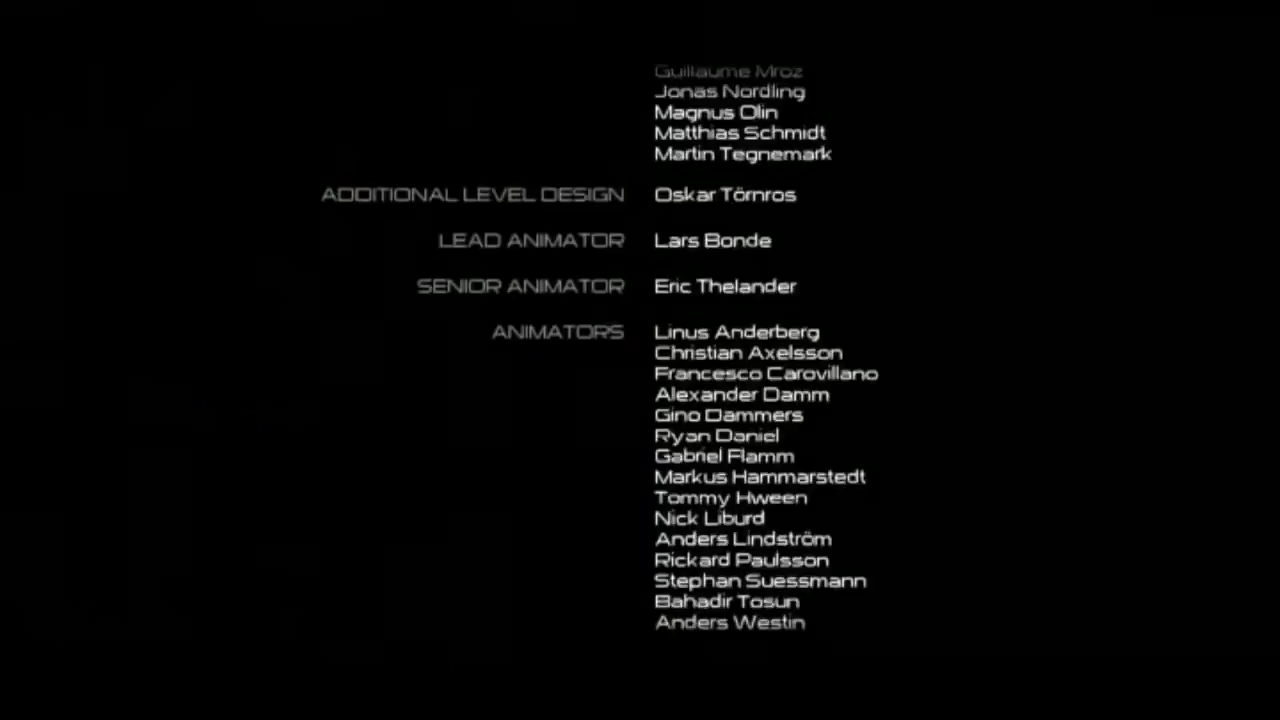 Guillaume Mroz
Jonas Nordling
Magnus Olin
Matthias Schmidt
Martin Tegnemark
ADDITIONAL LEVEL DESIGN Oskar Törnros
LEAD ANIMATOR Lars Bonde
SENIOR ANIMATOR Eric Thelander
ANIMATORS Linus Anderberg
Christian Axelsson
Francesco Carovillano
Alexander Damm
Gino Dammers
Ryan Daniel
Gabriel Flamm
Markus Hammarstedt
Tommy Hween
Nick Liburd
Anders Lindström
Rickard Paulsson
Stephan Suessmann
Bahadir Tosun
Anders Westin